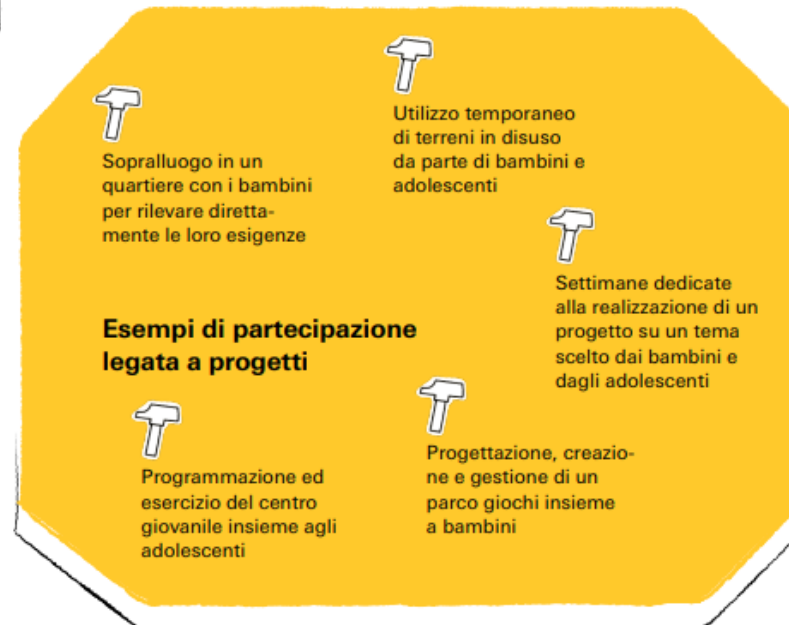 Sopralluogo in un
quartiere con i bambini
per rilevare diretta-
mente le loro esigenze
Utilizzo temporaneo
di terreni in disuso
da parte di bambini e
adolescenti
Settimane dedicate
alla realizzazione di un
progetto su un tema
scelto dai bambini e
dagli adolescenti
Esempi di partecipazione
legata a progetti
Programmazione ed
esercizio del centro
giovanile insieme agli
adolescenti
Progettazione, creazio-
ne e gestione di un
parco giochi insieme
a bambini